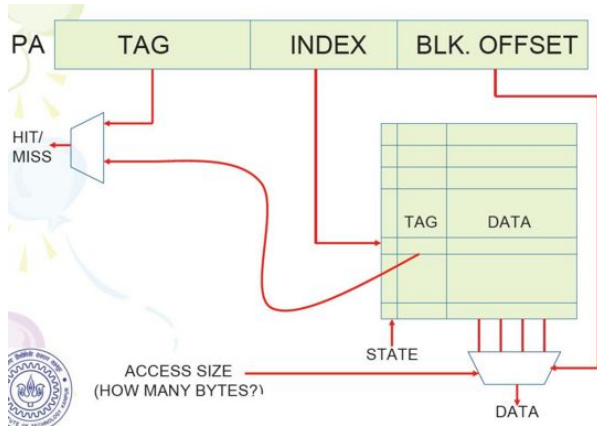 PA TAG INDEX BLK. OFFSET
HIT/
MISS
TAG DATA
STATE
ACCESS SIZE
(HOW MANY BYTES?)
DATA